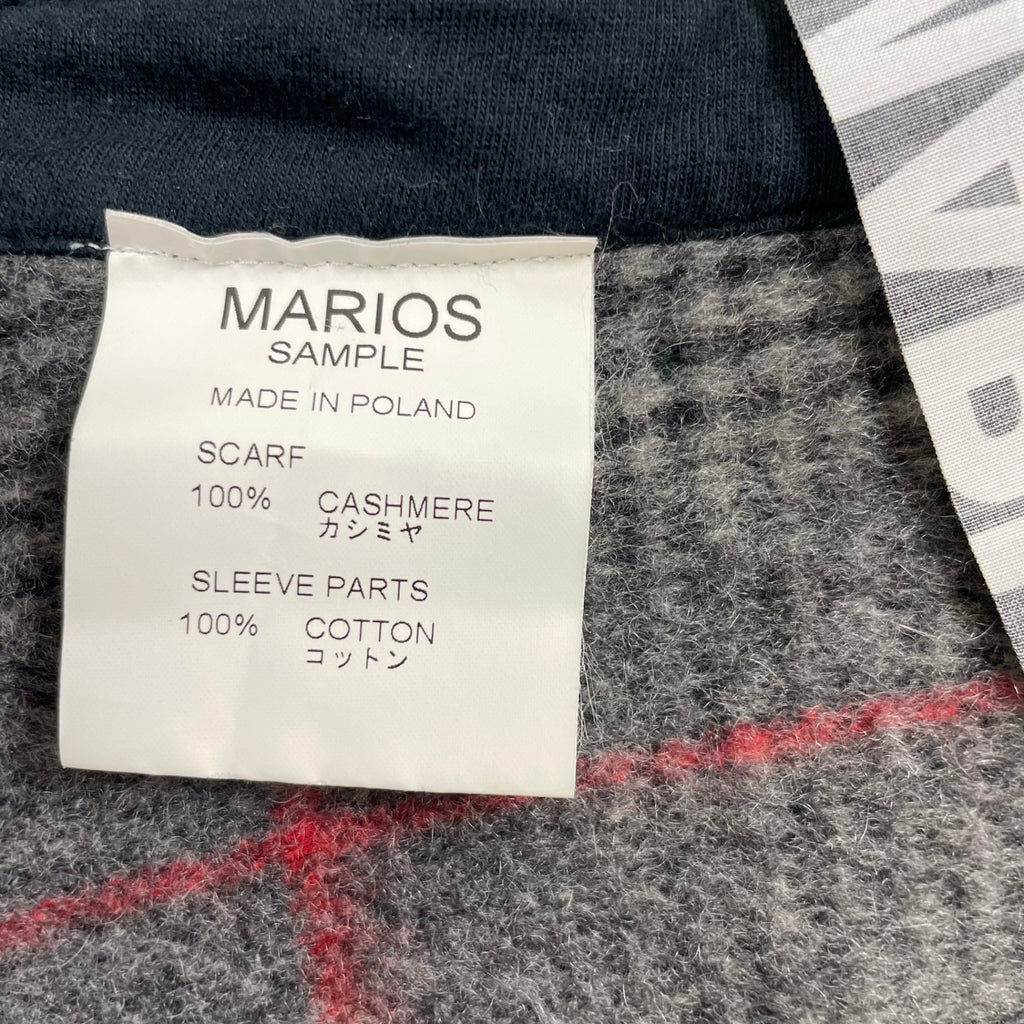 MARIOS
SAMPLE
MADE IN POLAND
SCARF
100% CASHMERE
カシミヤ
SLEEVE PARTS
100% COTTON
コットン